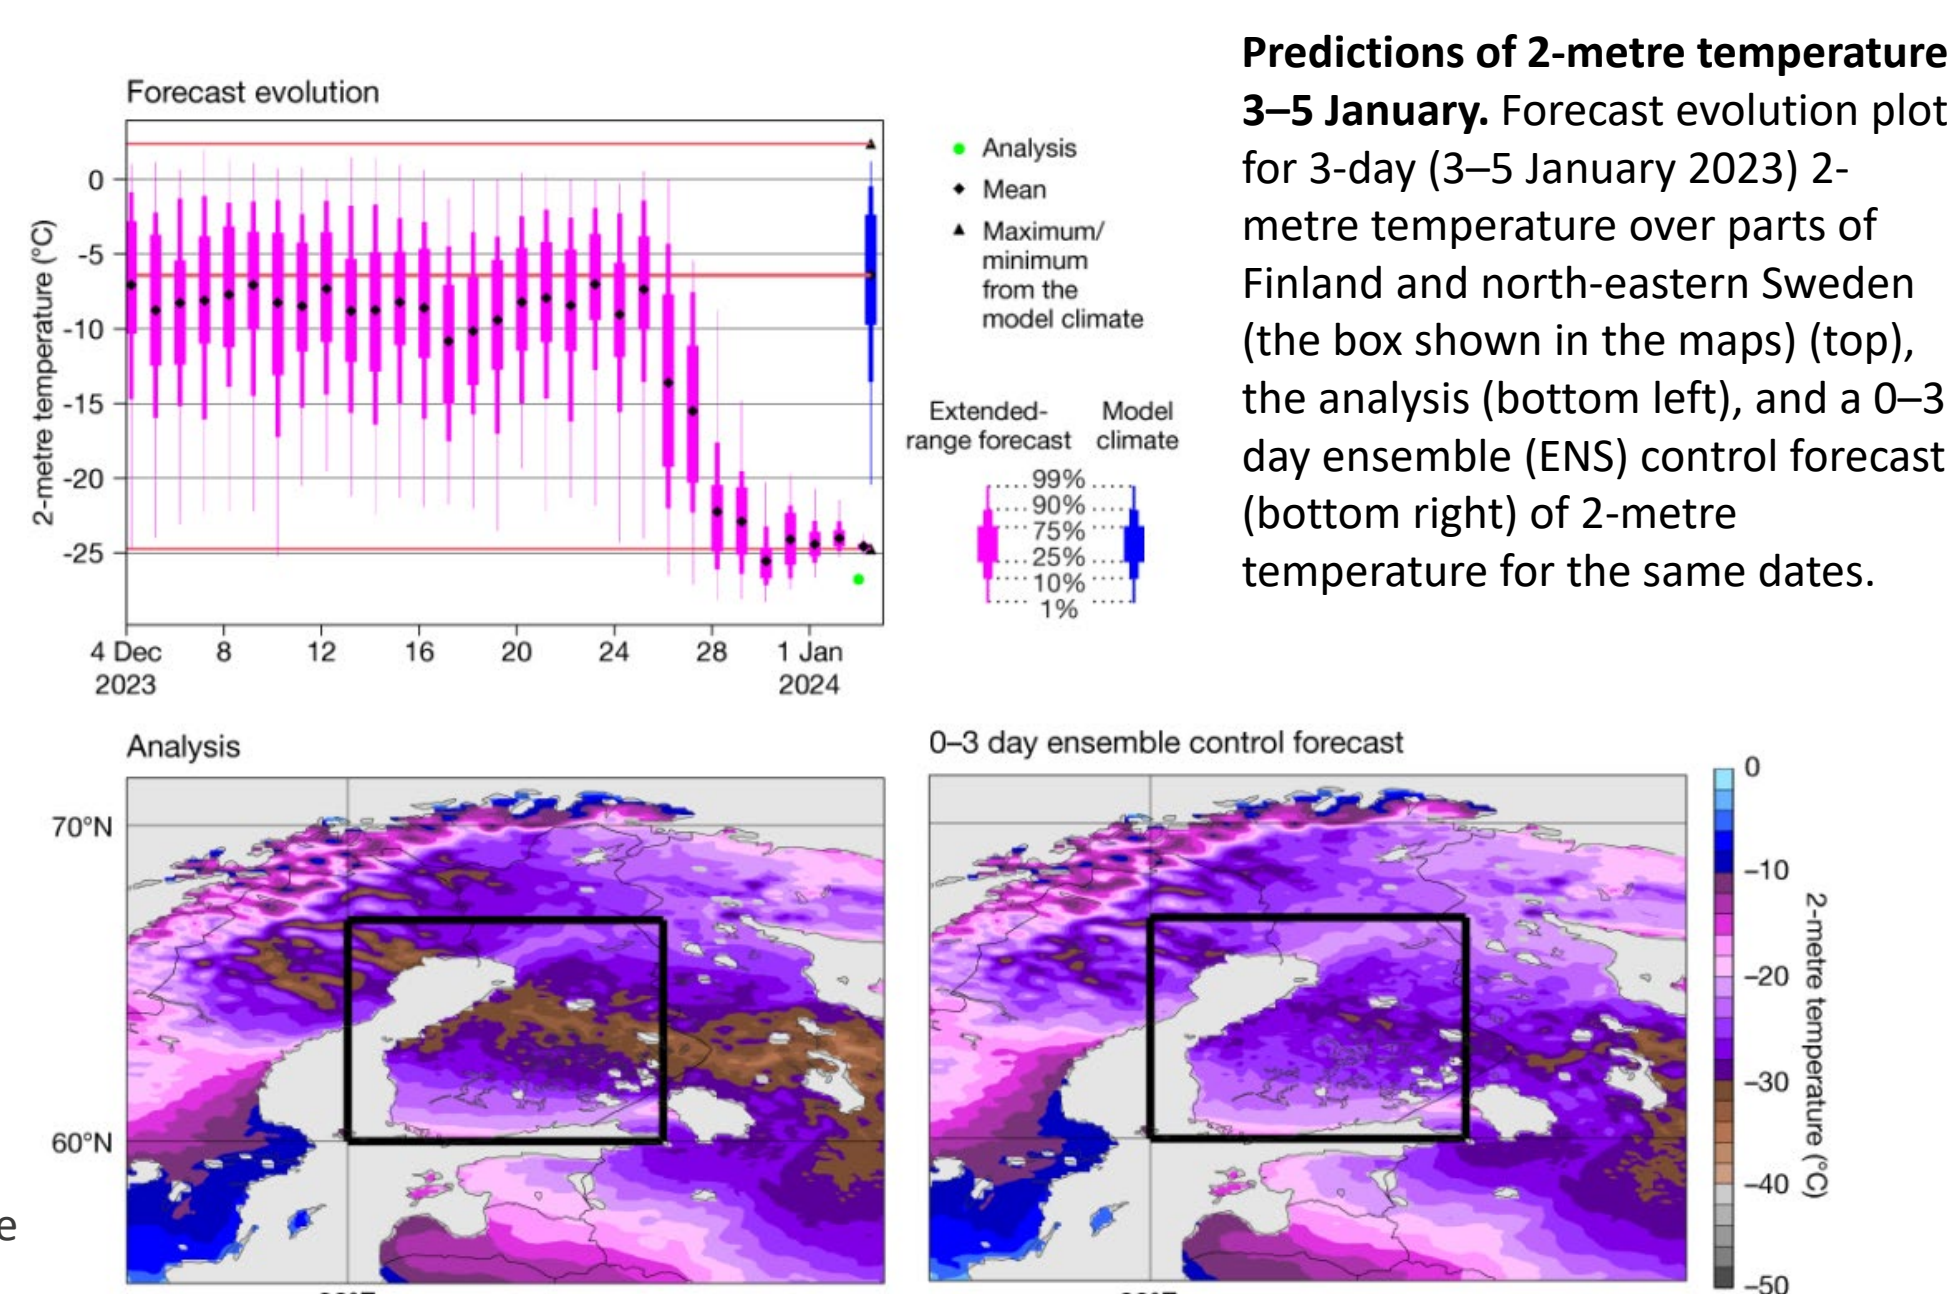 Predictions of 2-metre temperature
3–5 January. Forecast evolution plot
for 3-day (3–5 January 2023) 2-
metre temperature over parts of
Finland and north-eastern Sweden
(the box shown in the maps) (top),
the analysis (bottom left), and a 0–3
day ensemble (ENS) control forecast
(bottom right) of 2-metre
temperature for the same dates.
Forecast evolution
2-metre temperature (°C)
0
-5
-10
-15
-20
-25
4 Dec 8 12 16 20 24 28 1 Jan
2023 2024
Analysis
Mean
Maximum/
minimum
from the
model climate
Extended- Model
range forecast climate
99%
90%
75%
25%
10%
1%
Analysis
70°N
60°N
0–3 day ensemble control forecast
0
–10
–20
–30
–40
–50
2-metre temperature (°C)
e